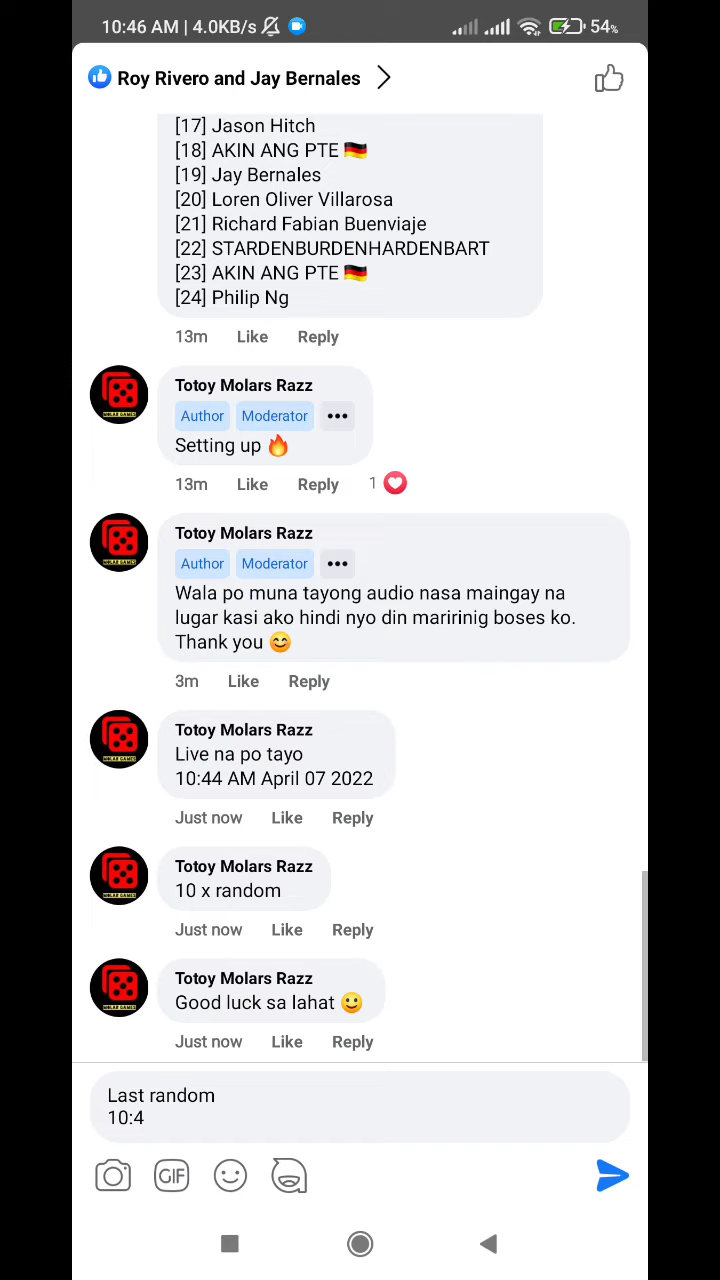 10:46 AM | 4.0KB/s 54%
Roy Rivero and Jay Bernales
[17] Jason Hitch
[18] AKIN ANG PTE 🇩🇪
[19] Jay Bernales
[20] Loren Oliver Villarosa
[21] Richard Fabian Buenviaje
[22] STARDENBURDENHARDENBART
[23] AKIN ANG PTE 🇩🇪
[24] Philip Ng
13m Like Reply
Totoy Molars Razz
Author Moderator •••
Setting up 🔥
13m Like Reply 1
Totoy Molars Razz
Author Moderator •••
Wala po muna tayong audio nasa maingay na
lugar kasi ako hindi nyo din maririnig boses ko.
Thank you 😊
3m Like Reply
Totoy Molars Razz
Live na po tayo
10:44 AM April 07 2022
Just now Like Reply
Totoy Molars Razz
10 x random
Just now Like Reply
Totoy Molars Razz
Good luck sa lahat 🙂
Just now Like Reply
Last random
10:4
GIF